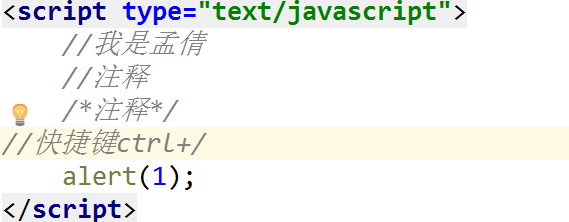 <script type="text/javascript">
//我是孟倩
//注释
/*注释*/
//快捷键ctrl+/
alert(1);
</script>